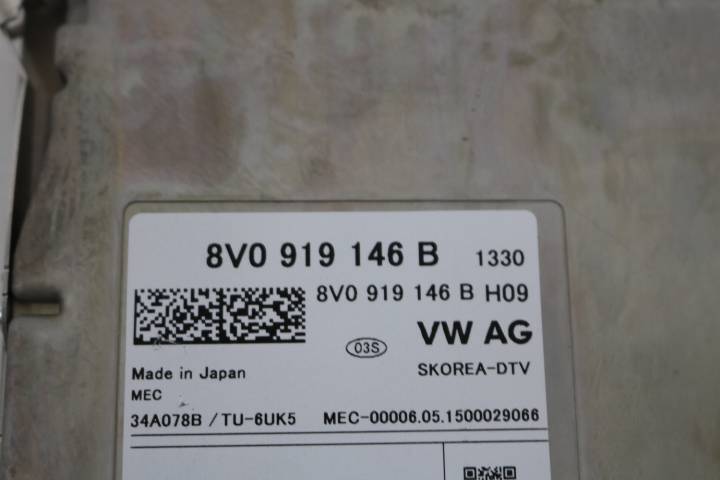 8V0 919 146 B 1330
8V0 919 146 B H09
03S VW AG
Made in Japan SKOREA-DTV
MEC
34A078B / TU-6UK5 MEC-00006.05.1500029066